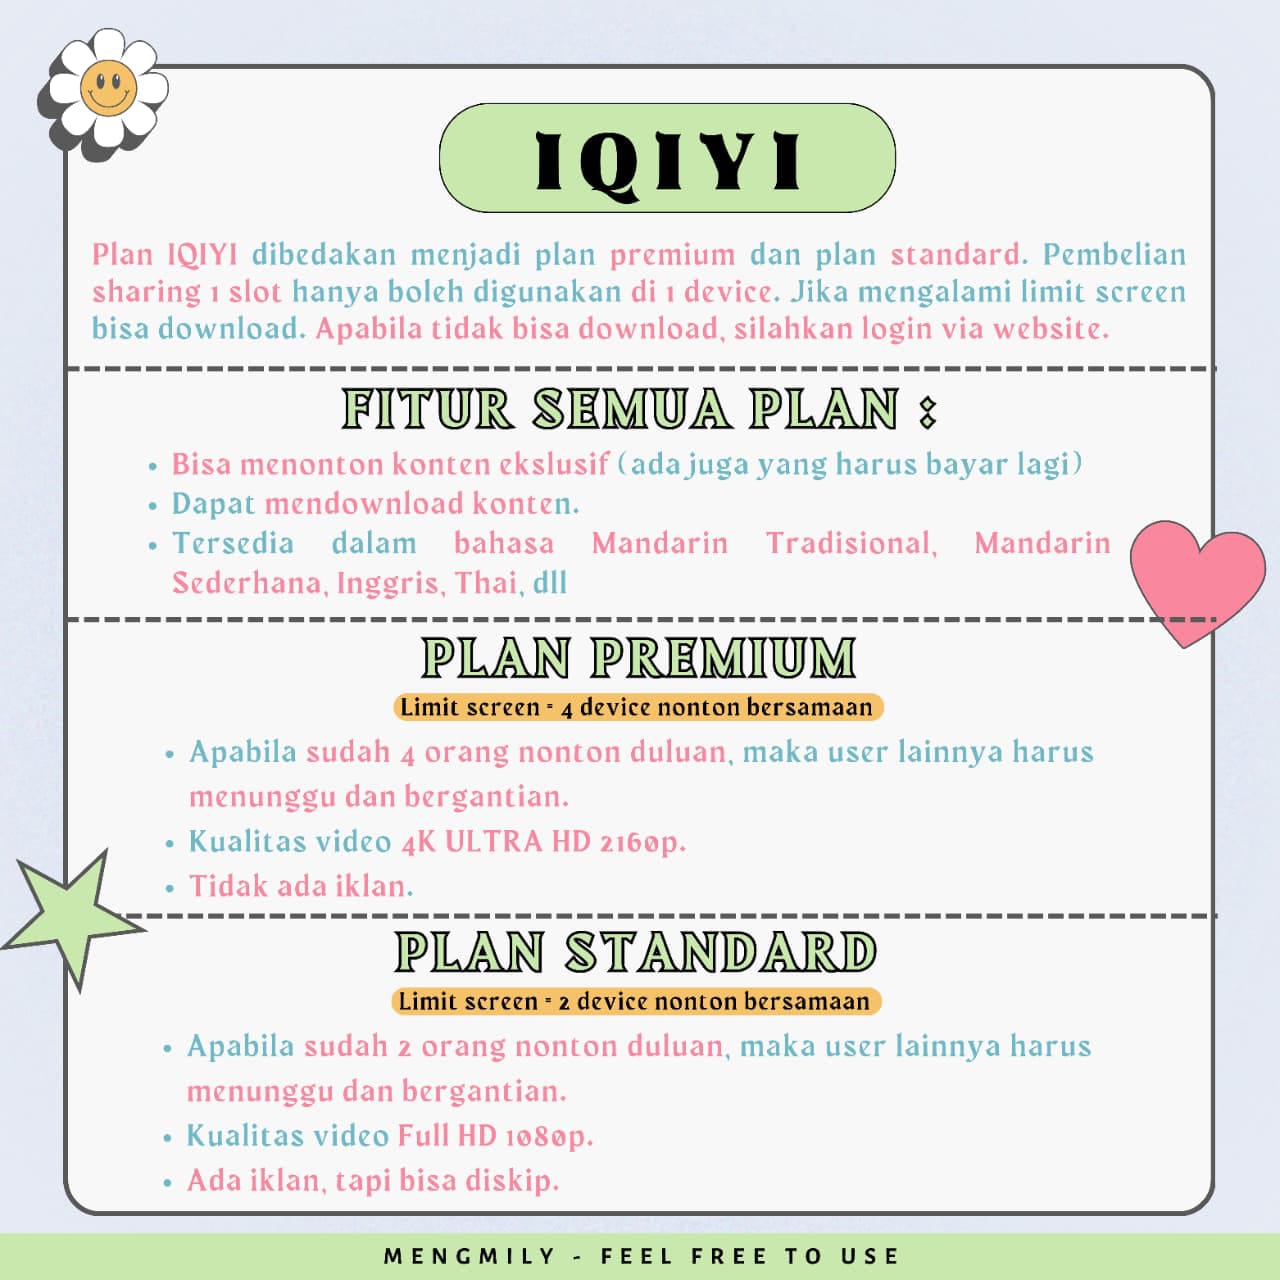 IQIYI
Plan IQIYI dibedakan menjadi plan premium dan plan standard. Pembelian
sharing 1 slot hanya boleh digunakan di 1 device. Jika mengalami limit screen
bisa download. Apabila tidak bisa download, silahkan login via website.
FITUR SEMUA PLAN :
• Bisa menonton konten ekslusif (ada juga yang harus bayar lagi)
• Dapat mendownload konten.
• Tersedia dalam bahasa Mandarin Tradisional, Mandarin
Sederhana, Inggris, Thai, dll
PLAN PREMIUM
Limit screen = 4 device nonton bersamaan
• Apabila sudah 4 orang nonton duluan, maka user lainnya harus
menunggu dan bergantian.
• Kualitas video 4K ULTRA HD 2160p.
• Tidak ada iklan.
PLAN STANDARD
Limit screen = 2 device nonton bersamaan
• Apabila sudah 2 orang nonton duluan, maka user lainnya harus
menunggu dan bergantian.
• Kualitas video Full HD 1080p.
• Ada iklan, tapi bisa diskip.
MENGMILY - FEEL FREE TO USE